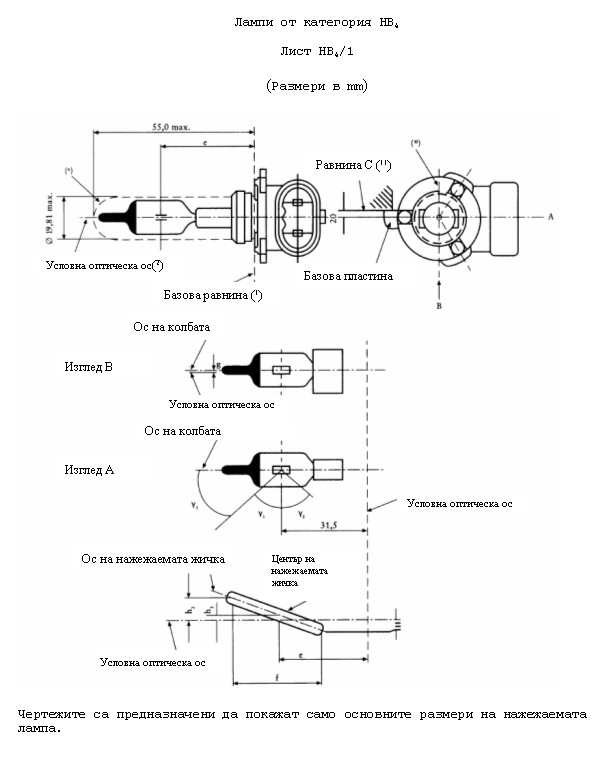 Лампи от категория HB₄
Лист HB₄/1
(Размери в mm)
55,0 max.
e
Ø 19,81 max.
Условна оптическа ос(²)
Базова равнина (¹)
Равнина C (¹¹)
20
Базова пластина
A
B
Ос на колбата
Изглед B
g
Условна оптическа ос
Ос на колбата
Изглед A
γ₁
γ₂
Условна оптическа ос
31,5
Ос на нажежаемата жичка
Център на
нажежаемата
жичка
h₂
h₁
Условна оптическа ос
e
f
Чертежите са предназначени да покажат само основните размери на нажежаемата
лампа.